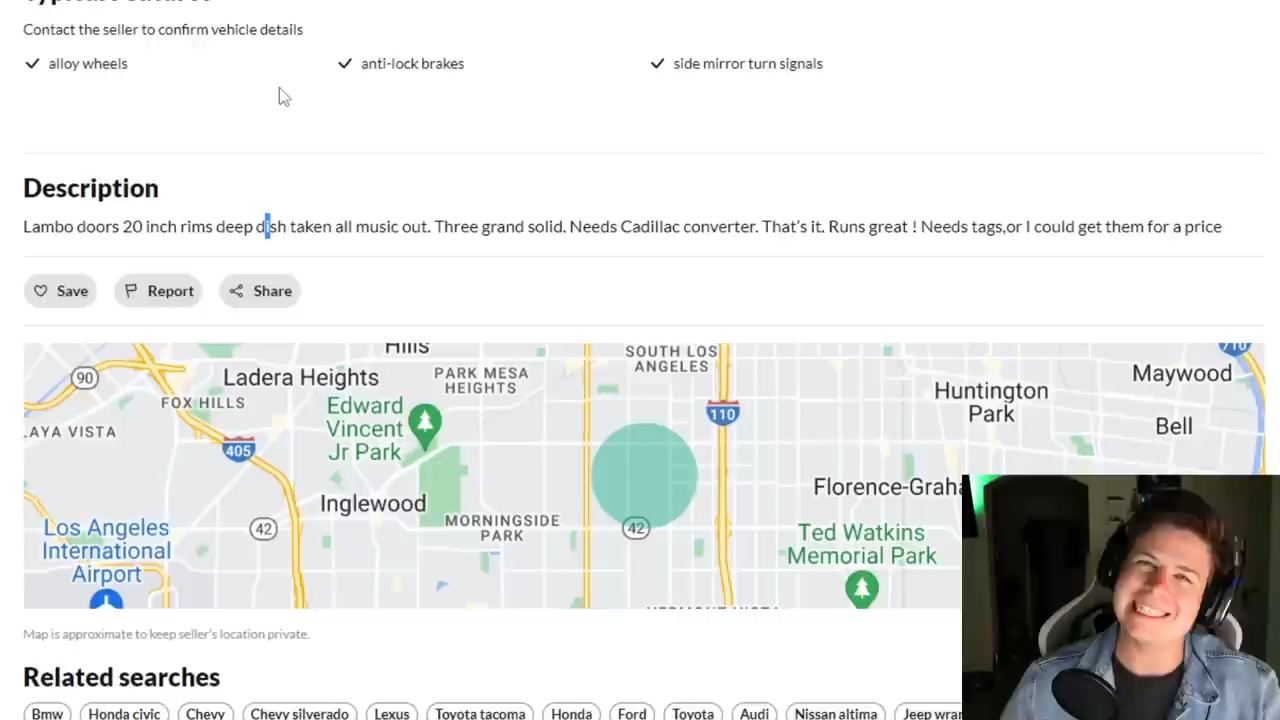 Contact the seller to confirm vehicle details
alloy wheels
anti-lock brakes
side mirror turn signals
Description
Lambo doors 20 inch rims deep dish taken all music out. Three grand solid. Needs Cadillac converter. That's it. Runs great ! Needs tags,or I could get them for a price
Save
Report
Share
Hills
SOUTH LOS
ANGELES
710
90
Ladera Heights
PARK MESA
HEIGHTS
Maywood
FOX HILLS
Huntington
Park
Edward
Vincent
Jr Park
110
LAYA VISTA
Bell
405
Inglewood
Florence-Graha
MORNINGSIDE
PARK
42
42
Los Angeles
International
Airport
Ted Watkins
Memorial Park
Map is approximate to keep seller's location private.
Related searches
Bmw
Honda civic
Chevy
Chevy silverado
Lexus
Toyota tacoma
Honda
Ford
Toyota
Audi
Nissan altima
Jeep wran